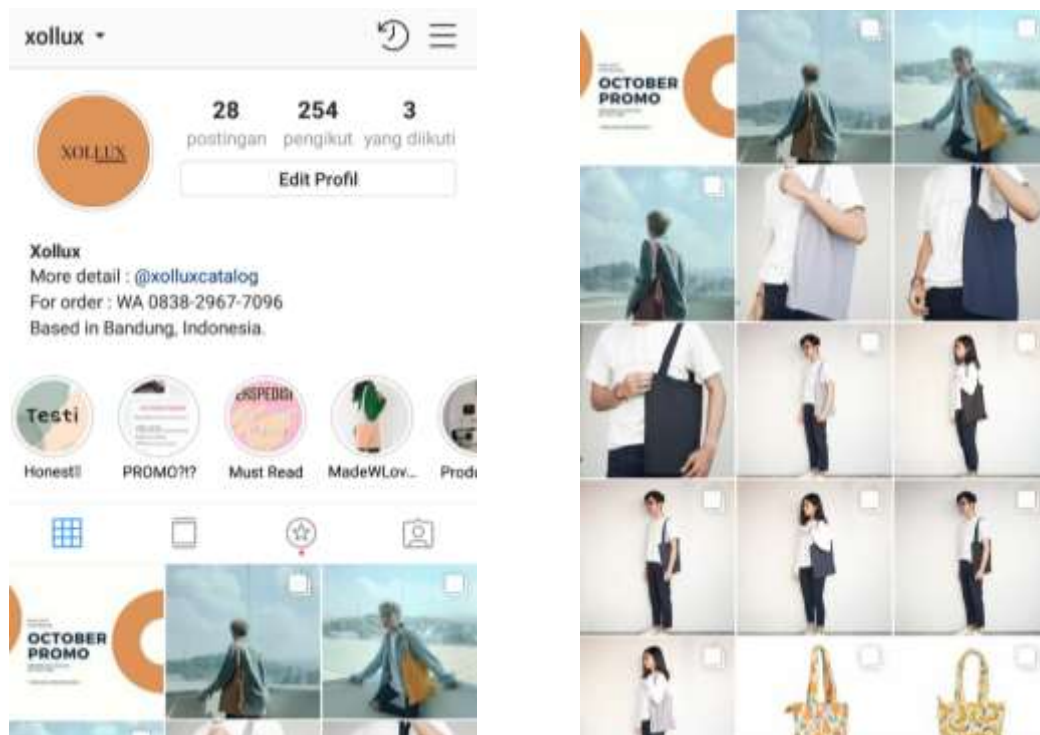 xollux
28 254 3
postingan pengikut yang diikuti
XOLLUX
Edit Profil
Xollux
More detail : @xolluxcatalog
For order : WA 0838-2967-7096
Based in Bandung, Indonesia.
Testi
Honest
PROMO?!?
Must Read
MadeWLov...
Produ
OCTOBER
PROMO
OCTOBER
PROMO